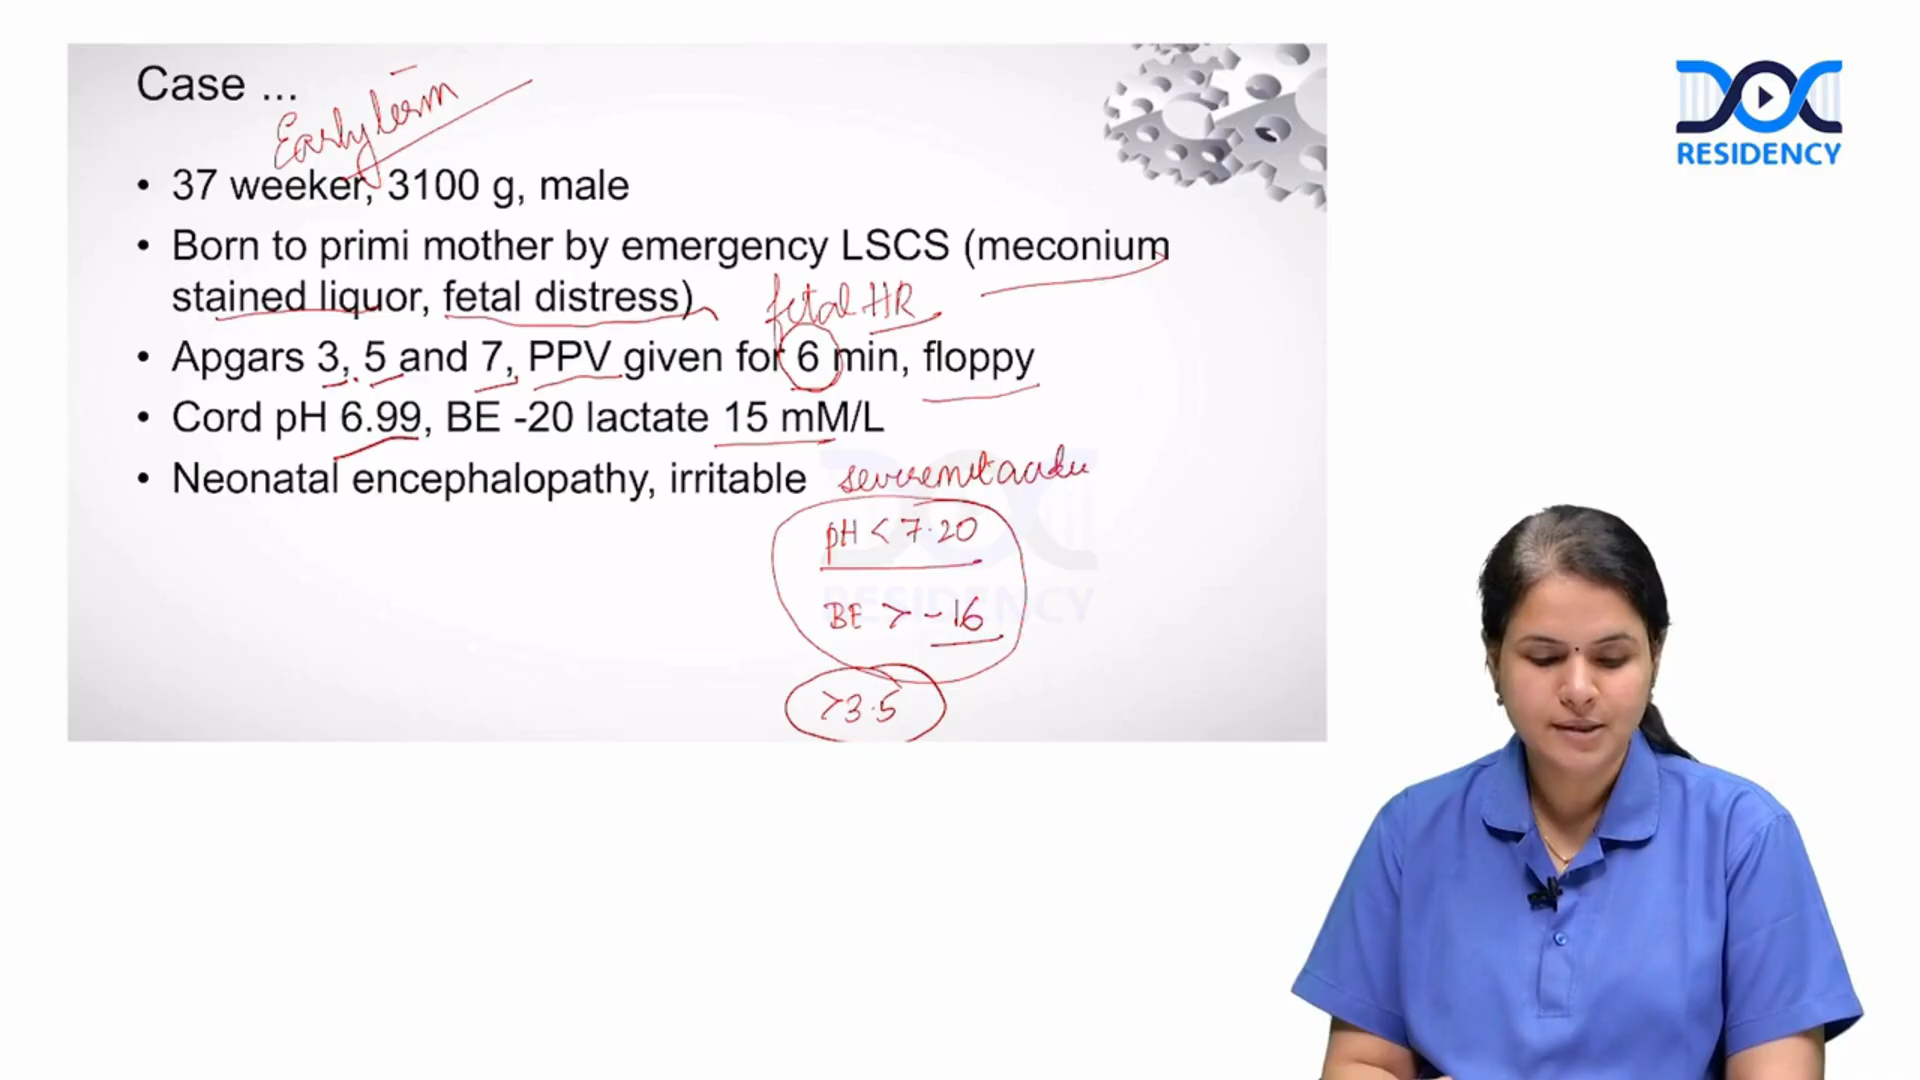 Case ...
Early term
• 37 weeker, 3100 g, male
• Born to primi mother by emergency LSCS (meconium
stained liquor, fetal distress)
fetal HR
• Apgars 3, 5 and 7, PPV given for 6 min, floppy
• Cord pH 6.99, BE -20 lactate 15 mM/L
• Neonatal encephalopathy, irritable
severe
pH < 7.20
BE > -16
>3.5
DOC
RESIDENCY
RESIDENCY